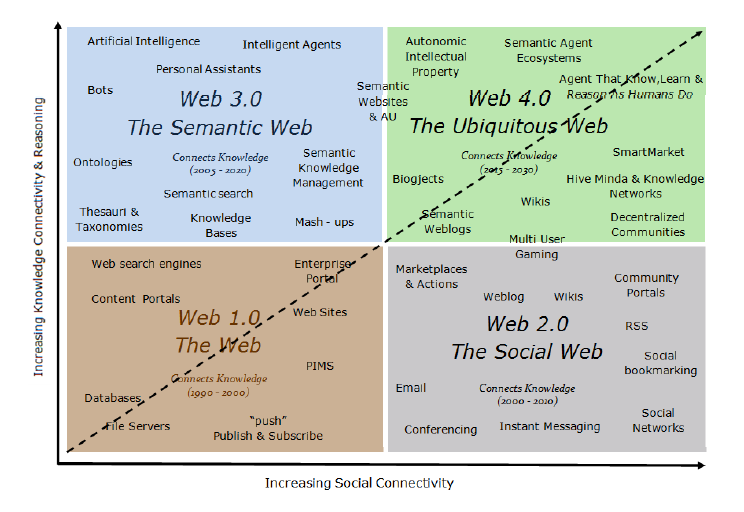 Increasing Knowledge Connectivity & Reasoning
Artificial Intelligence
Intelligent Agents
Personal Assistants
Bots
Web 3.0
The Semantic Web
Ontologies
Connects Knowledge
(2005 - 2020)
Semantic
Knowledge
Management
Semantic search
Thesauri &
Taxonomies
Knowledge
Bases
Mash - ups
Semantic
Websites
& AU
Autonomic
Intellectual
Property
Semantic Agent
Ecosystems
Agent That Know,Learn &
Reason As Humans Do
Web 4.0
The Ubiquitous Web
Connects Knowledge
(2015 - 2030)
SmartMarket
Blogjects
Hive Minda & Knowledge
Networks
Wikis
Semantic
Weblogs
Decentralized
Communities
Multi User
Gaming
Web search engines
Enterprise
Portal
Content Portals
Web 1.0
The Web
Web Sites
PIMS
Connects Knowledge
(1990 - 2000)
Databases
File Servers
"push"
Publish & Subscribe
Marketplaces
& Actions
Community
Portals
Weblog
Wikis
Web 2.0
The Social Web
RSS
Social
bookmarking
Email
Connects Knowledge
(2000 - 2010)
Conferencing
Instant Messaging
Social
Networks
Increasing Social Connectivity